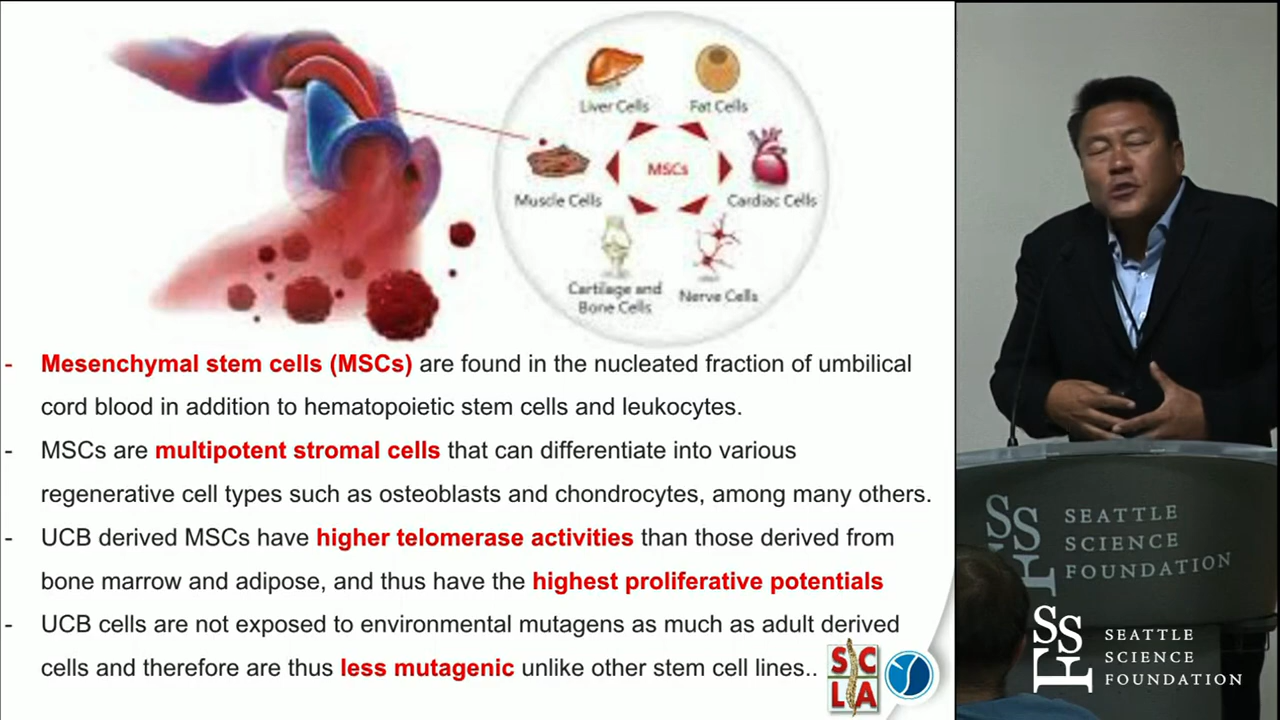 Liver Cells
Fat Cells
MSCs
Muscle Cells
Cardiac Cells
Cartilage and
Bone Cells
Nerve Cells
- Mesenchymal stem cells (MSCs) are found in the nucleated fraction of umbilical
cord blood in addition to hematopoietic stem cells and leukocytes.
- MSCs are multipotent stromal cells that can differentiate into various
regenerative cell types such as osteoblasts and chondrocytes, among many others.
- UCB derived MSCs have higher telomerase activities than those derived from
bone marrow and adipose, and thus have the highest proliferative potentials
- UCB cells are not exposed to environmental mutagens as much as adult derived
cells and therefore are thus less mutagenic unlike other stem cell lines..
SC
LA
SSF
SEATTLE
SCIENCE
FOUNDATION
SSF
SEATTLE
SCIENCE
FOUNDATION